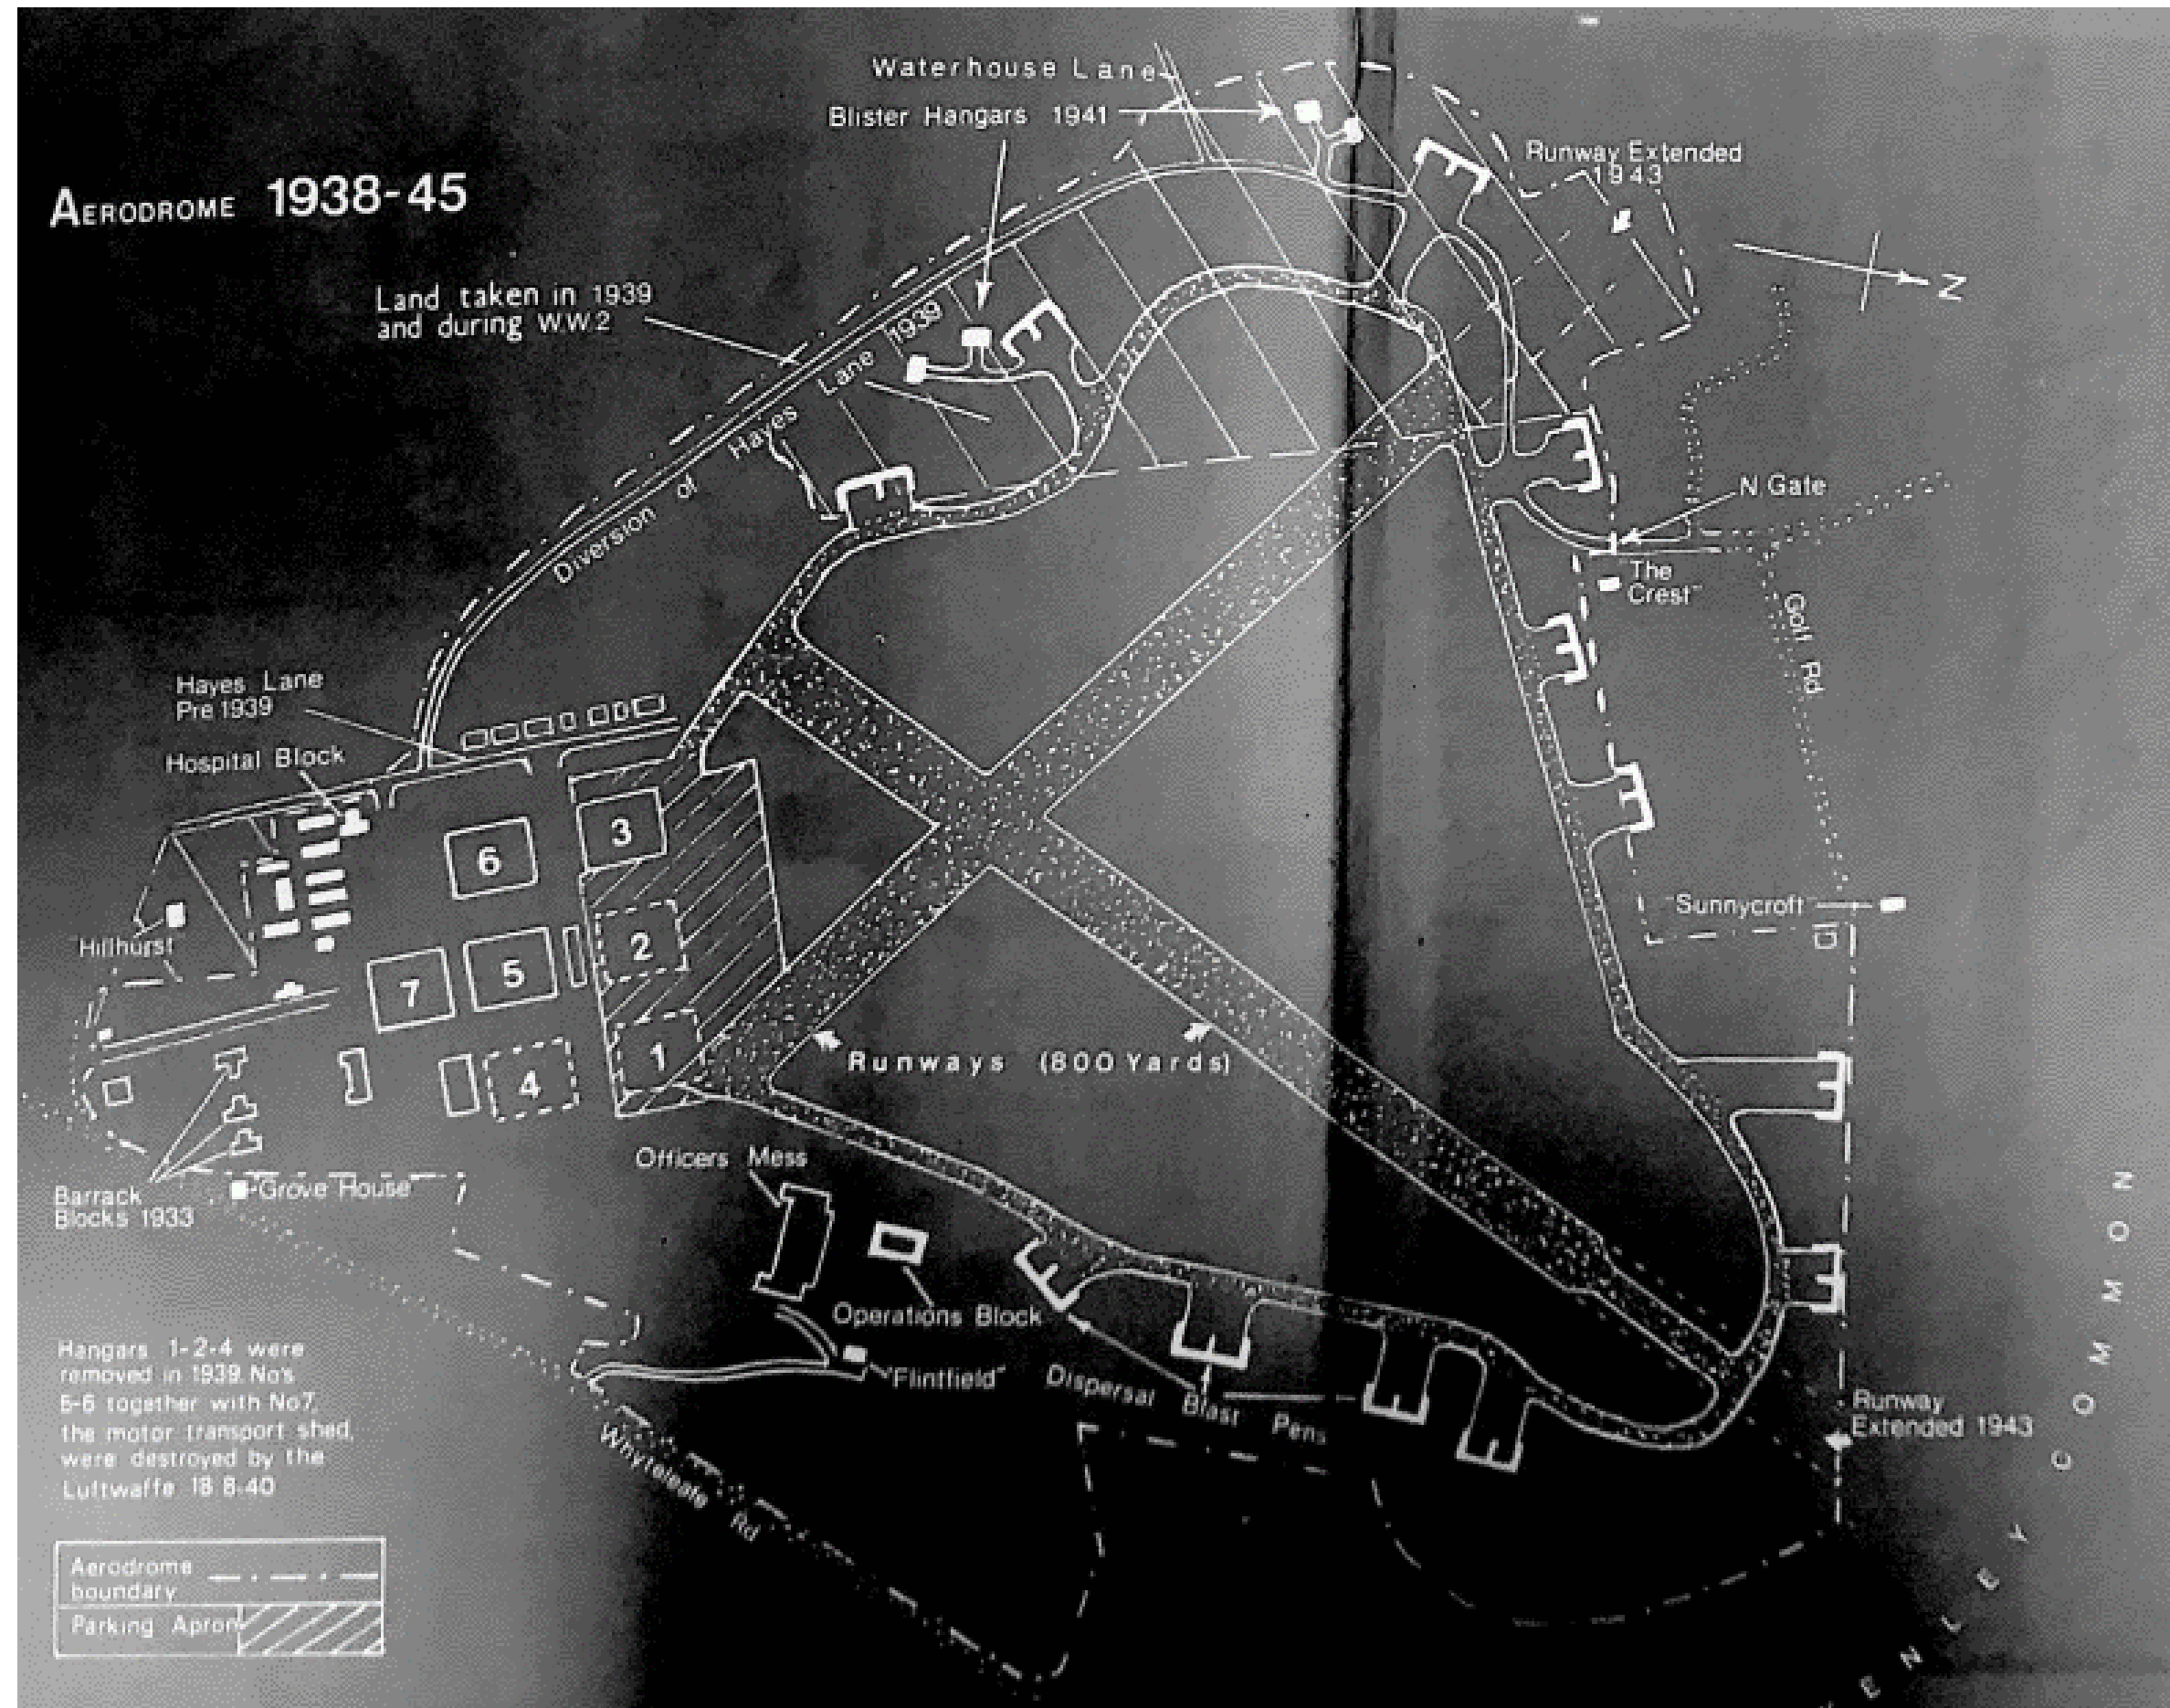 AERODROME 1938-45
Waterhouse Lane
Blister Hangars 1941
Runway Extended
1943
N
Land taken in 1939
and during W.W.2
Diversion of Hayes Lane 1939
N Gate
"The
Crest"
Golf Rd
Hayes Lane
Pre 1939
Hospital Block
3
6
2
"Sunnycroft"
"Hillhurst"
7
5
1
4
Runways (800 Yards)
Officers Mess
Barrack
Blocks 1933
"Grove House"
Operations Block
"Flintfield"
Dispersal Blast Pens
Whyteleafe Rd
Runway
Extended 1943
ENLEY COMMON
Hangars 1-2-4 were
removed in 1939. No's
5-6 together with No7,
the motor transport shed,
were destroyed by the
Luftwaffe 18 8-40
Aerodrome
boundary
Parking Apron